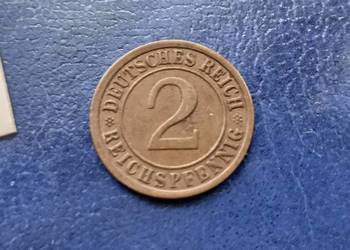 DEUTSCHES REICH
2
* REICHSPFENNIG *